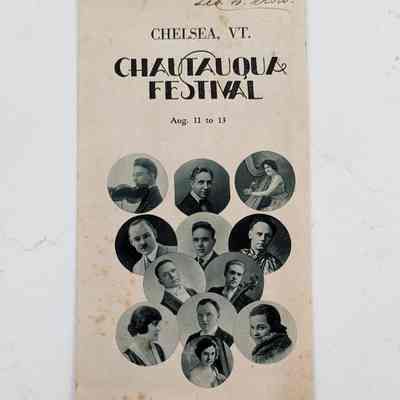 CHELSEA, VT.
CHAUTAUQUA
FESTIVAL
Aug. 11 to 13